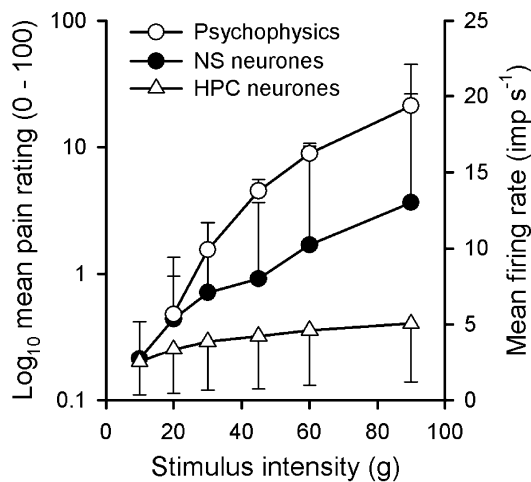 Psychophysics
NS neurones
HPC neurones
Log10 mean pain rating (0 - 100)
100
10
1
0.1
25
20
15
10
5
0
Mean firing rate (imp s-1)
0 20 40 60 80 100
Stimulus intensity (g)